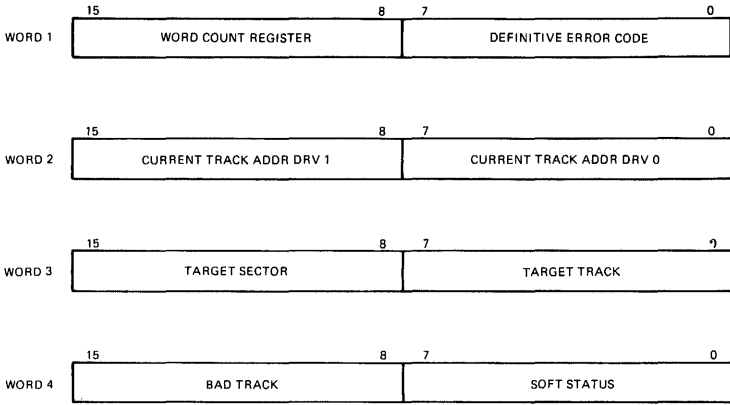 15 8 7 0
WORD 1 WORD COUNT REGISTER DEFINITIVE ERROR CODE
15 8 7 0
WORD 2 CURRENT TRACK ADDR DRV 1 CURRENT TRACK ADDR DRV 0
15 8 7 0
WORD 3 TARGET SECTOR TARGET TRACK
15 8 7 0
WORD 4 BAD TRACK SOFT STATUS